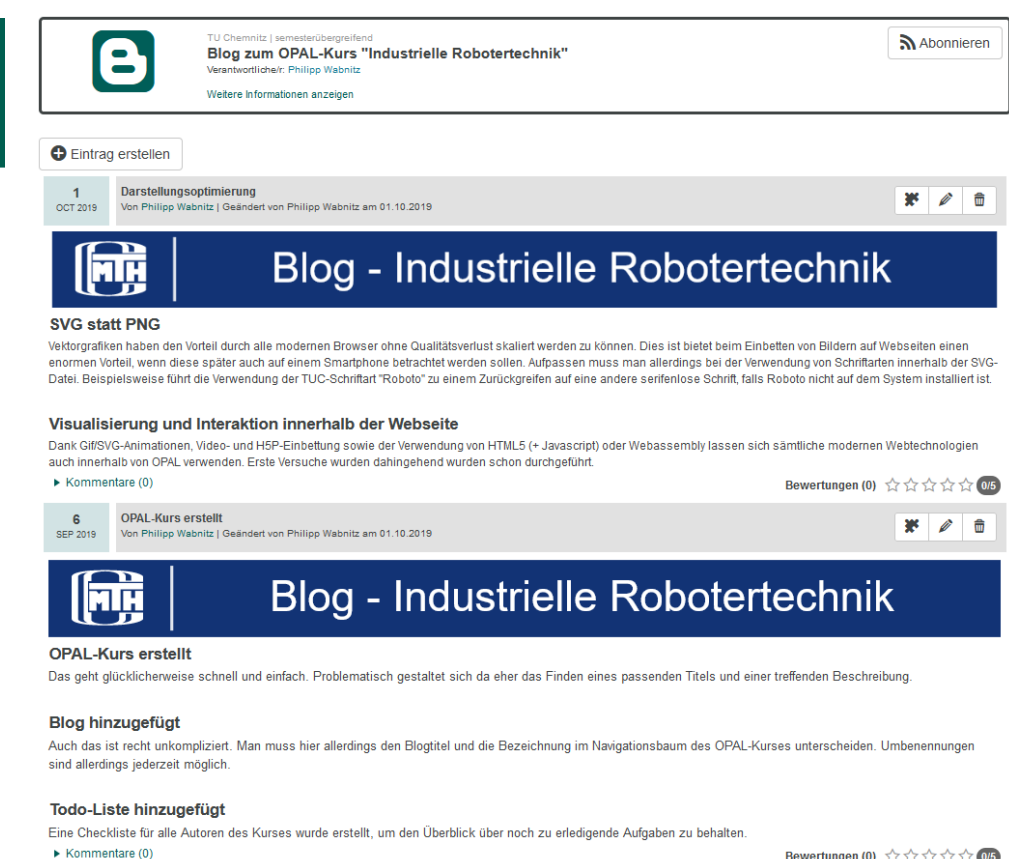 TU Chemnitz | semesterübergreifend
Blog zum OPAL-Kurs "Industrielle Robotertechnik"
Verantwortliche/r: Philipp Wabnitz
Weitere Informationen anzeigen
Abonnieren
Eintrag erstellen
1
OCT 2019
Darstellungsoptimierung
Von Philipp Wabnitz | Geändert von Philipp Wabnitz am 01.10.2019
MTH
Blog - Industrielle Robotertechnik
SVG statt PNG
Vektorgrafiken haben den Vorteil durch alle modernen Browser ohne Qualitätsverlust skaliert werden zu können. Dies ist bietet beim Einbetten von Bildern auf Webseiten einen
enormen Vorteil, wenn diese später auch auf einem Smartphone betrachtet werden sollen. Aufpassen muss man allerdings bei der Verwendung von Schriftarten innerhalb der SVG-
Datei. Beispielsweise führt die Verwendung der TUC-Schriftart "Roboto" zu einem Zurückgreifen auf eine andere serifenlose Schrift, falls Roboto nicht auf dem System installiert ist.
Visualisierung und Interaktion innerhalb der Webseite
Dank Gif/SVG-Animationen, Video- und H5P-Einbettung sowie der Verwendung von HTML5 (+ Javascript) oder Webassembly lassen sich sämtliche modernen Webtechnologien
auch innerhalb von OPAL verwenden. Erste Versuche wurden dahingehend wurden schon durchgeführt.
Kommentare (0)
Bewertungen (0) 0/5
6
SEP 2019
OPAL-Kurs erstellt
Von Philipp Wabnitz | Geändert von Philipp Wabnitz am 01.10.2019
MTH
Blog - Industrielle Robotertechnik
OPAL-Kurs erstellt
Das geht glücklicherweise schnell und einfach. Problematisch gestaltet sich da eher das Finden eines passenden Titels und einer treffenden Beschreibung.
Blog hinzugefügt
Auch das ist recht unkompliziert. Man muss hier allerdings den Blogtitel und die Bezeichnung im Navigationsbaum des OPAL-Kurses unterscheiden. Umbenennungen
sind allerdings jederzeit möglich.
Todo-Liste hinzugefügt
Eine Checkliste für alle Autoren des Kurses wurde erstellt, um den Überblick über noch zu erledigende Aufgaben zu behalten.
Kommentare (0)
Bewertungen (0) 0/5